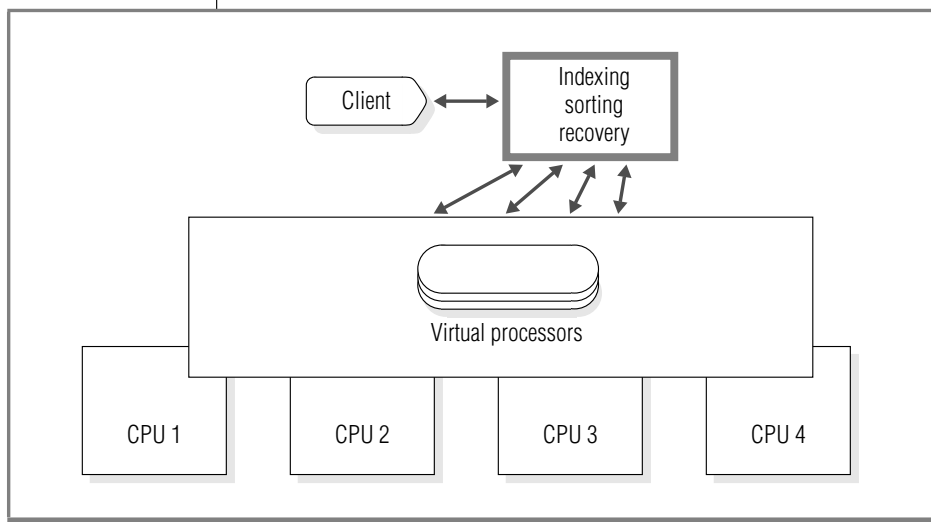 Client
Indexing
sorting
recovery
Virtual processors
CPU 1
CPU 2
CPU 3
CPU 4